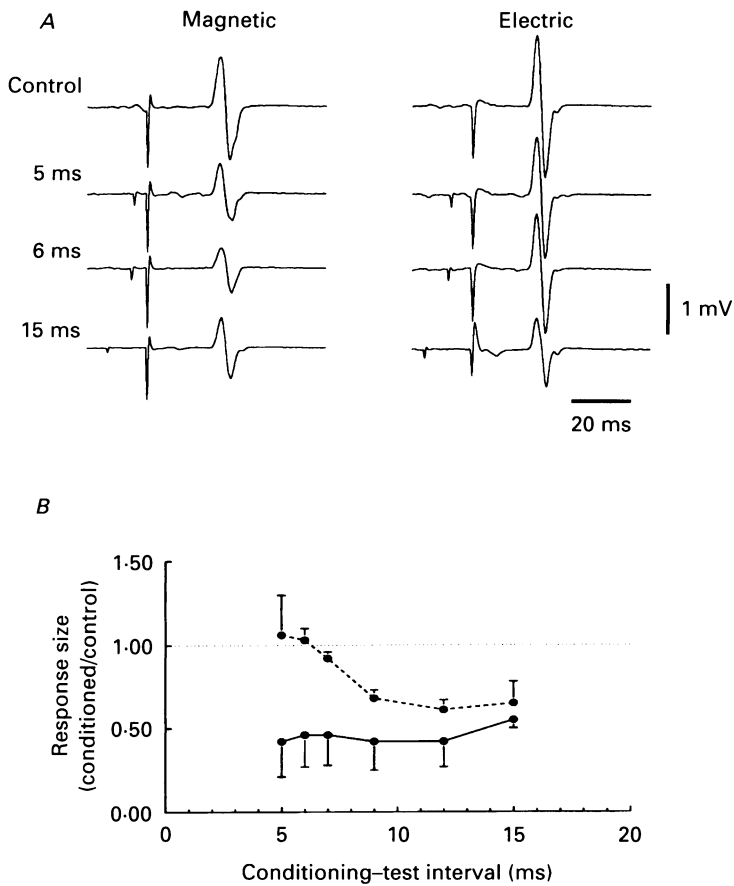 A
Magnetic
Electric
Control
5 ms
6 ms
15 ms
1 mV
20 ms
B
Response size
(conditioned/control)
1·50
1·00
0·50
0·00
0 5 10 15 20
Conditioning–test interval (ms)